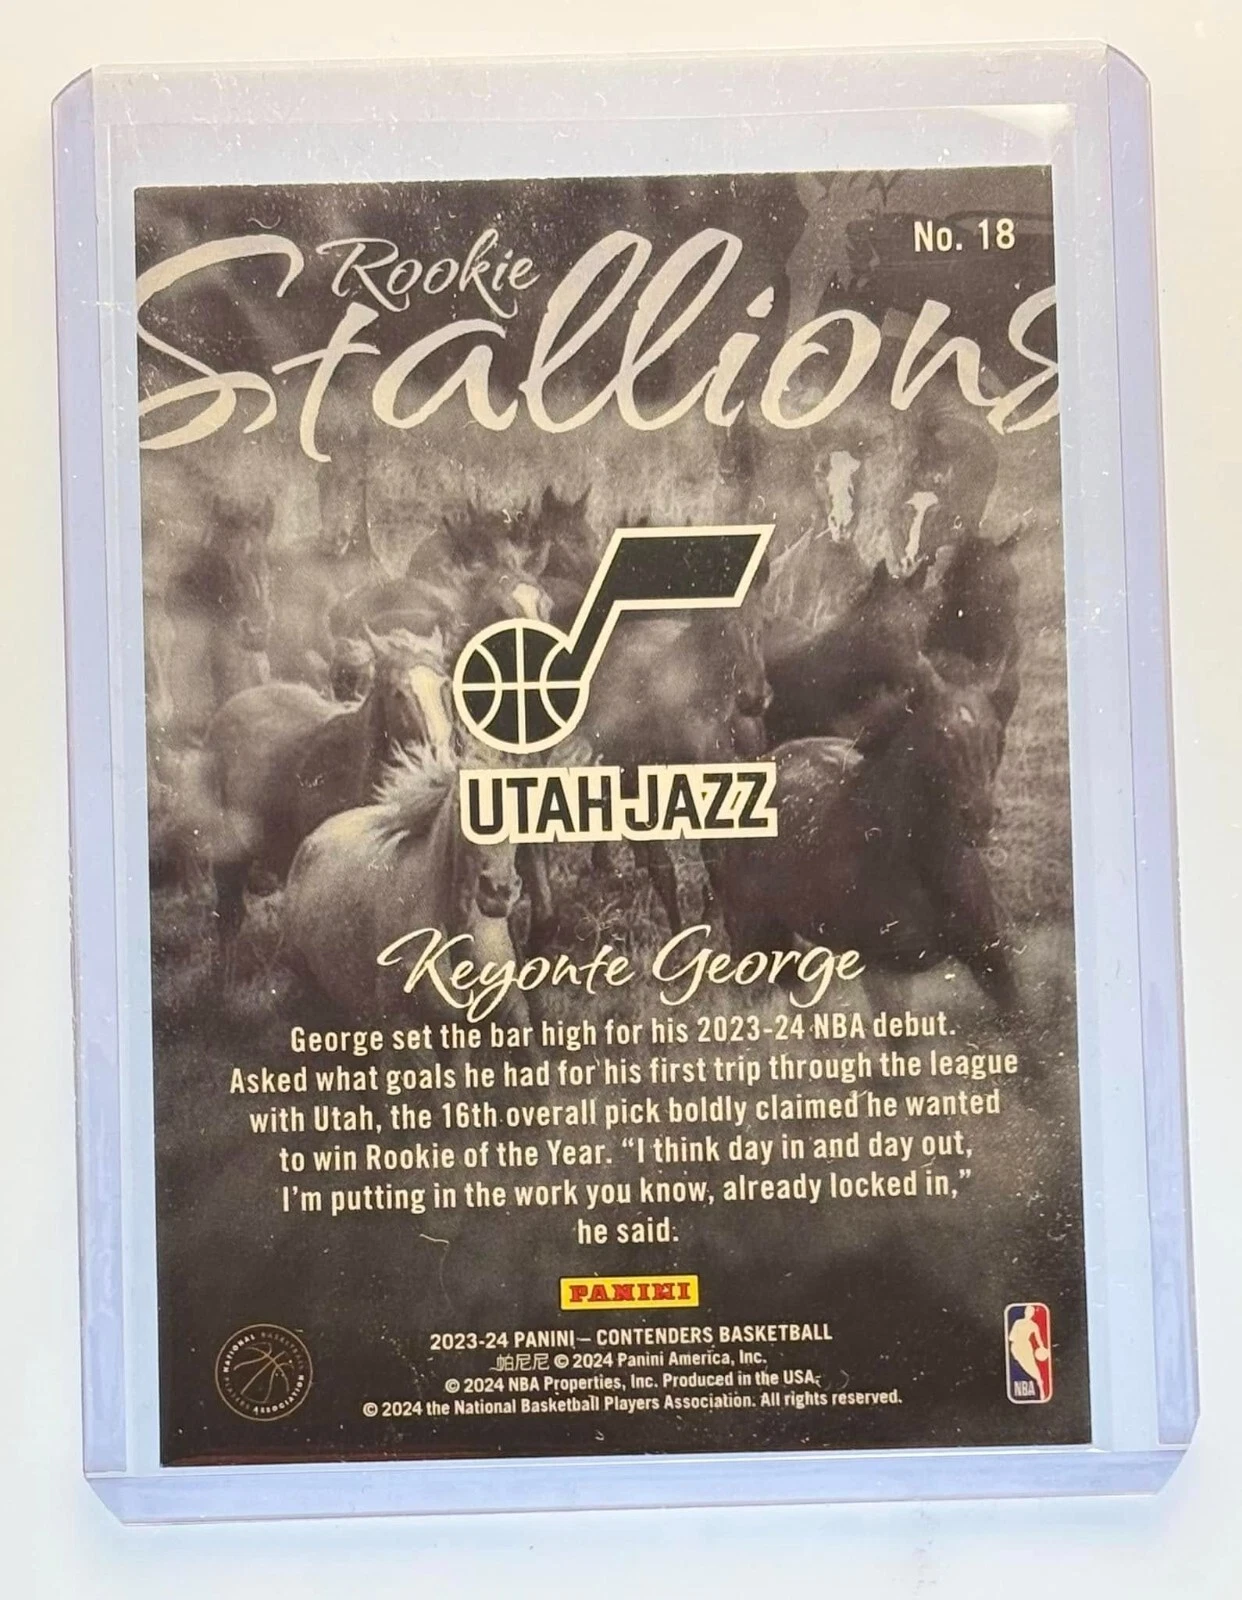 No. 18
Rookie
Stallions
UTAH JAZZ
Keyonte George
George set the bar high for his 2023-24 NBA debut.
Asked what goals he had for his first trip through the league
with Utah, the 16th overall pick boldly claimed he wanted
to win Rookie of the Year. “I think day in and day out,
I’m putting in the work you know, already locked in,”
he said.
PANINI
2023-24 PANINI – CONTENDERS BASKETBALL
帕尼尼 © 2024 Panini America, Inc.
© 2024 NBA Properties, Inc. Produced in the USA.
© 2024 the National Basketball Players Association. All rights reserved.
NATIONAL BASKETBALL PLAYERS ASSOCIATION
NBA